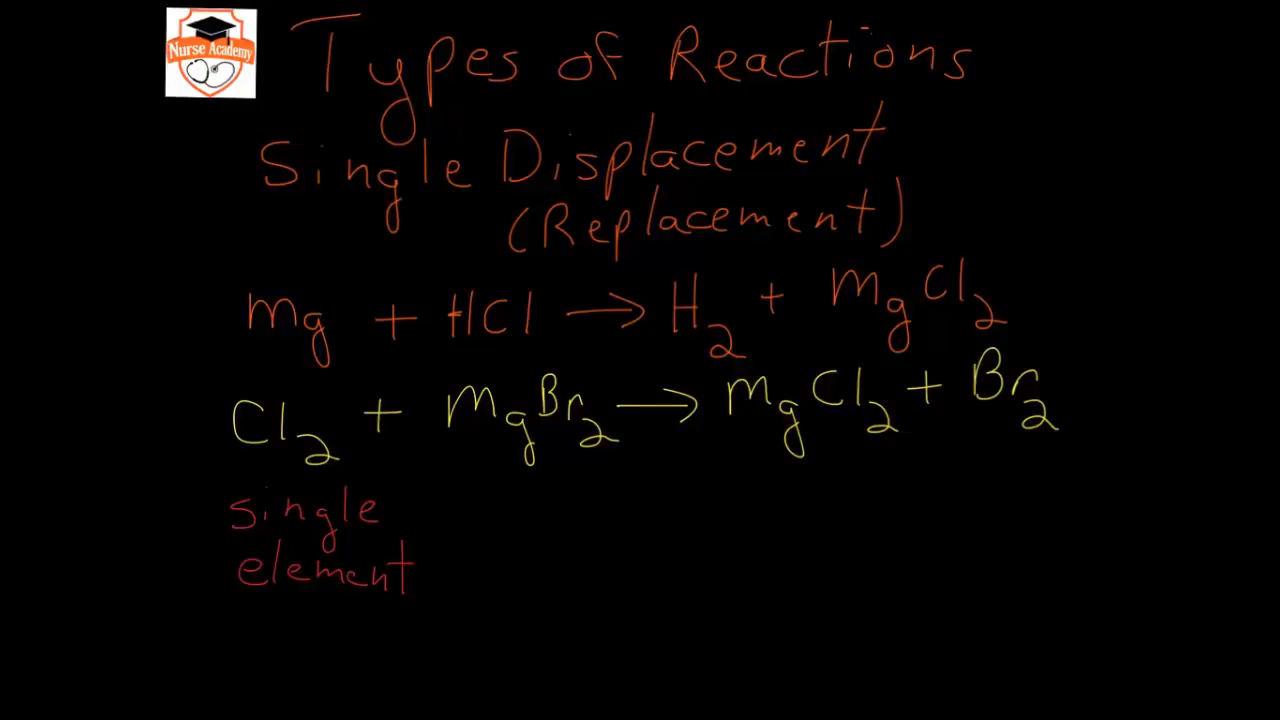 Nurse Academy
Types of Reactions
Single Displacement
(Replacement)
Mg + HCl → H₂ + MgCl₂
Cl₂ + MgBr₂ → MgCl₂ + Br₂
single
element